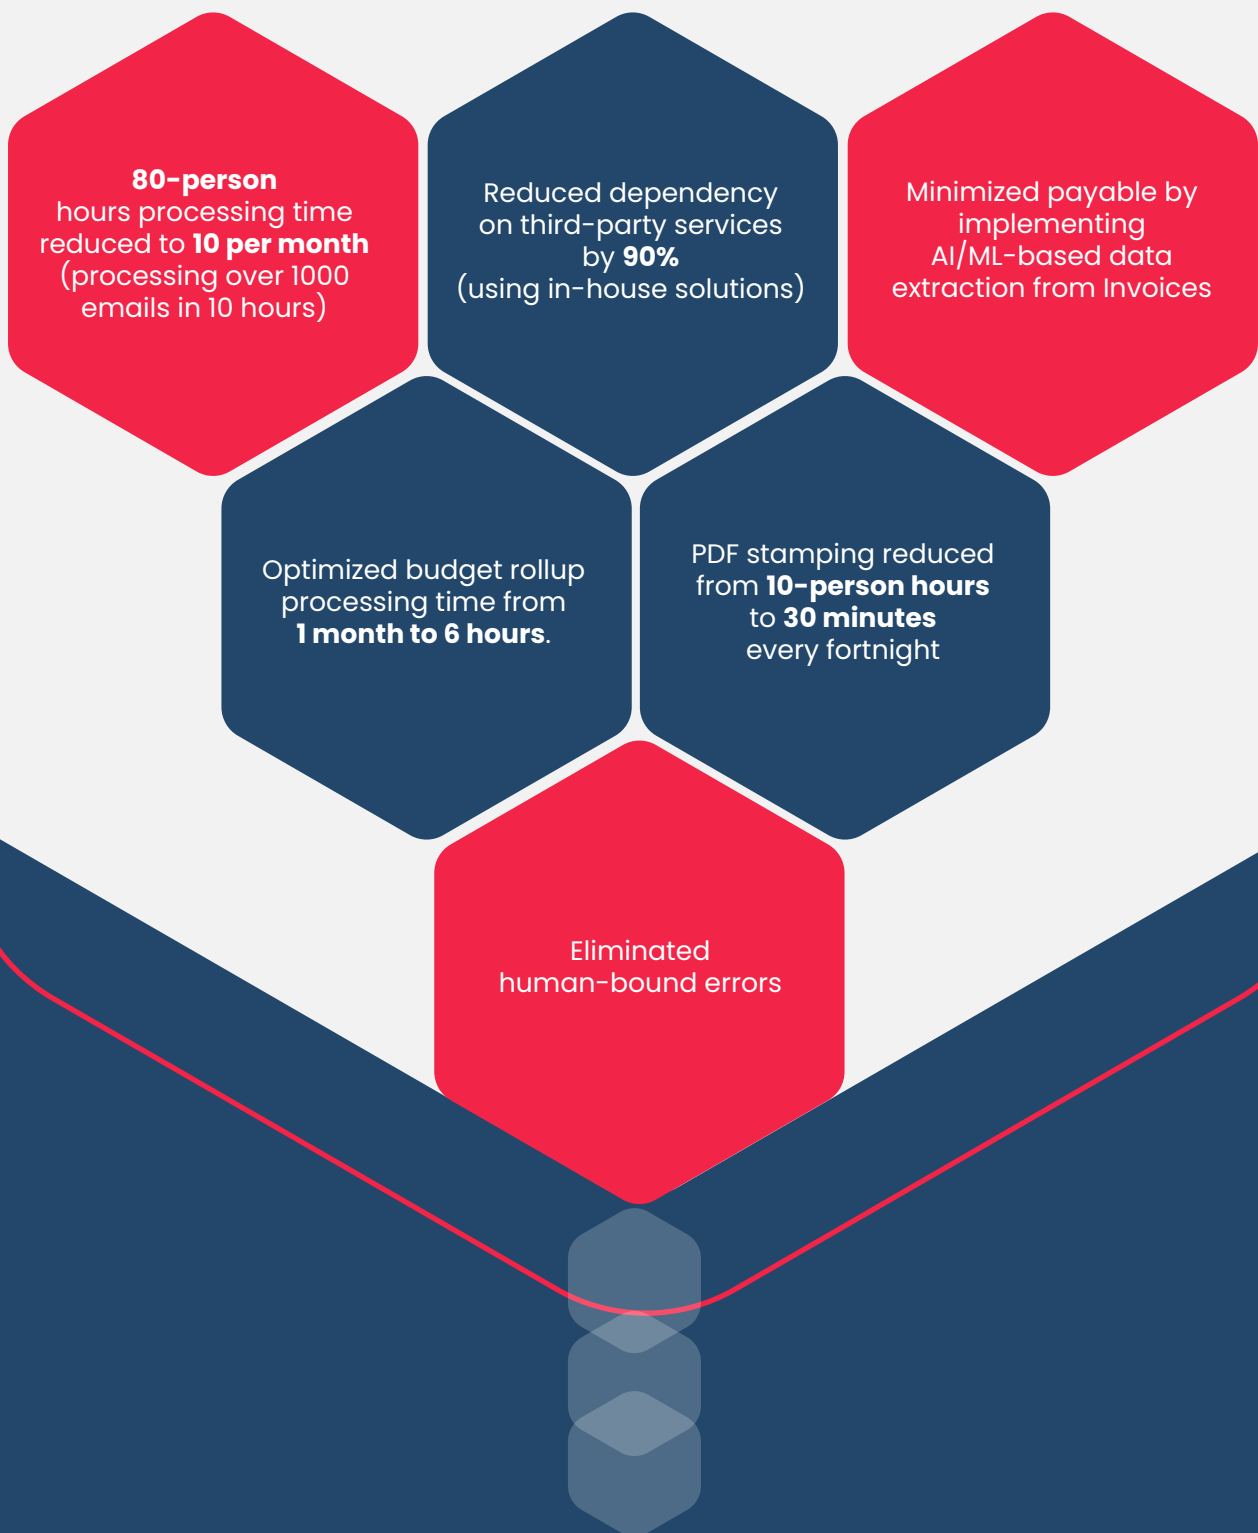 80-person
hours processing time
reduced to 10 per month
(processing over 1000
emails in 10 hours)
Reduced dependency
on third-party services
by 90%
(using in-house solutions)
Minimized payable by
implementing
AI/ML-based data
extraction from Invoices
Optimized budget rollup
processing time from
1 month to 6 hours.
PDF stamping reduced
from 10-person hours
to 30 minutes
every fortnight
Eliminated
human-bound errors